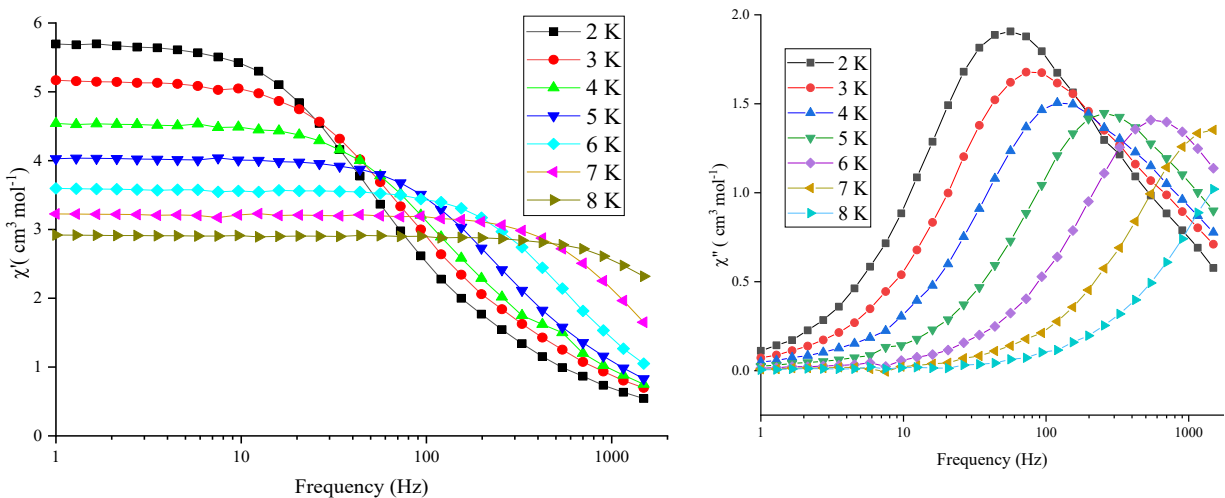 6
5
4
3
2
1
0
χ'( cm³ mol⁻¹)
1
10
100
1000
Frequency (Hz)
2 K
3 K
4 K
5 K
6 K
7 K
8 K
2.0
1.5
1.0
0.5
0.0
χ'' ( cm³ mol⁻¹)
1
10
100
1000
Frequency (Hz)
2 K
3 K
4 K
5 K
6 K
7 K
8 K